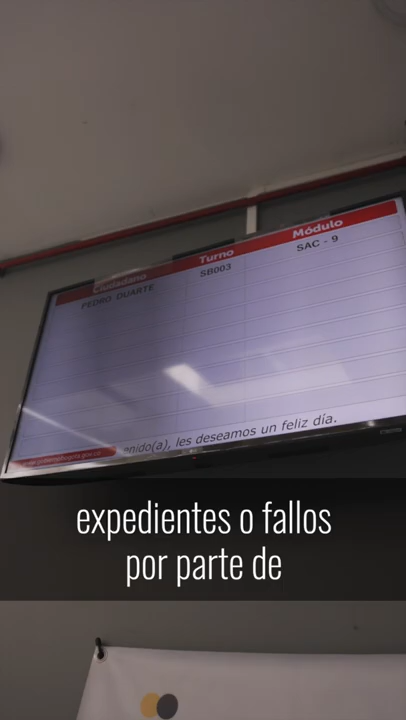 Ciudadano Turno Módulo
PEDRO DUARTE SB003 SAC - 9
enido(a), les deseamos un feliz día.
expedientes o fallos
por parte de